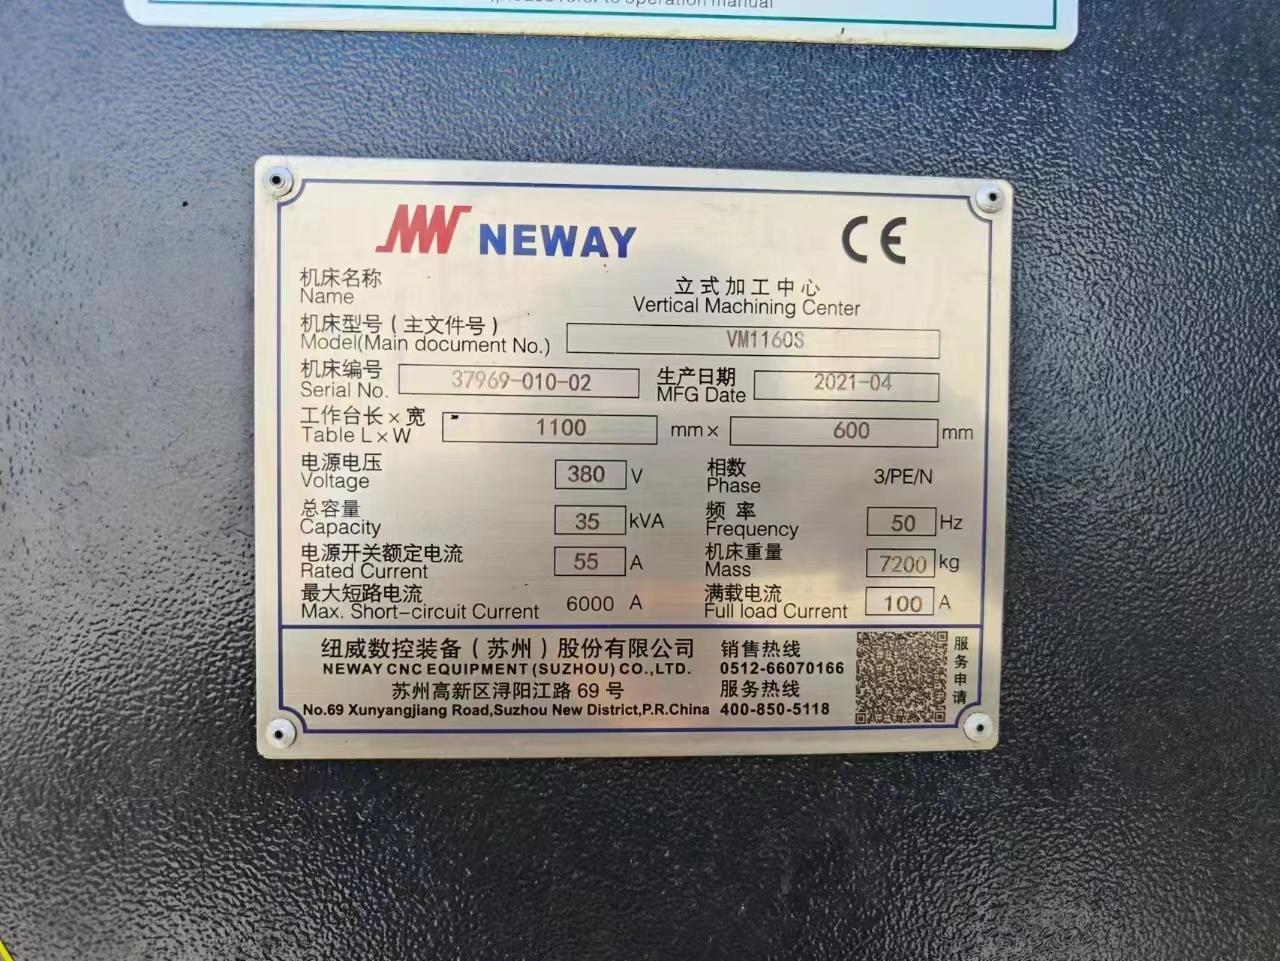 to operation manual
NEWAY
CE
机床名称
Name
立式加工中心
Vertical Machining Center
机床型号(主文件号)
Model(Main document No.)
VM1160S
机床编号
Serial No.
37969-010-02
生产日期
MFG Date
2021-04
工作台长×宽
Table L×W
1100
mm×
600
mm
电源电压
Voltage
380
V
相数
Phase
3/PE/N
总容量
Capacity
35
kVA
频率
Frequency
50
Hz
电源开关额定电流
Rated Current
55
A
机床重量
Mass
7200
kg
最大短路电流
Max. Short-circuit Current
6000 A
满载电流
Full load Current
100
A
纽威数控装备(苏州)股份有限公司
NEWAY CNC EQUIPMENT (SUZHOU) CO.,LTD.
苏州高新区浔阳江路 69 号
No.69 Xunyangjiang Road,Suzhou New District,P.R.China
销售热线
0512-66070166
服务热线
400-850-5118
服务申请